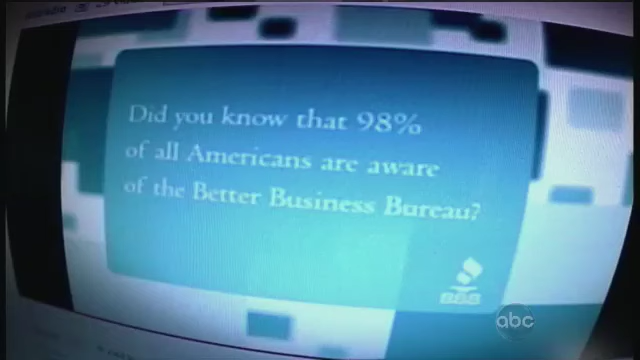 Did you know that 98%
of all Americans are aware
of the Better Business Bureau?
BBB
abc